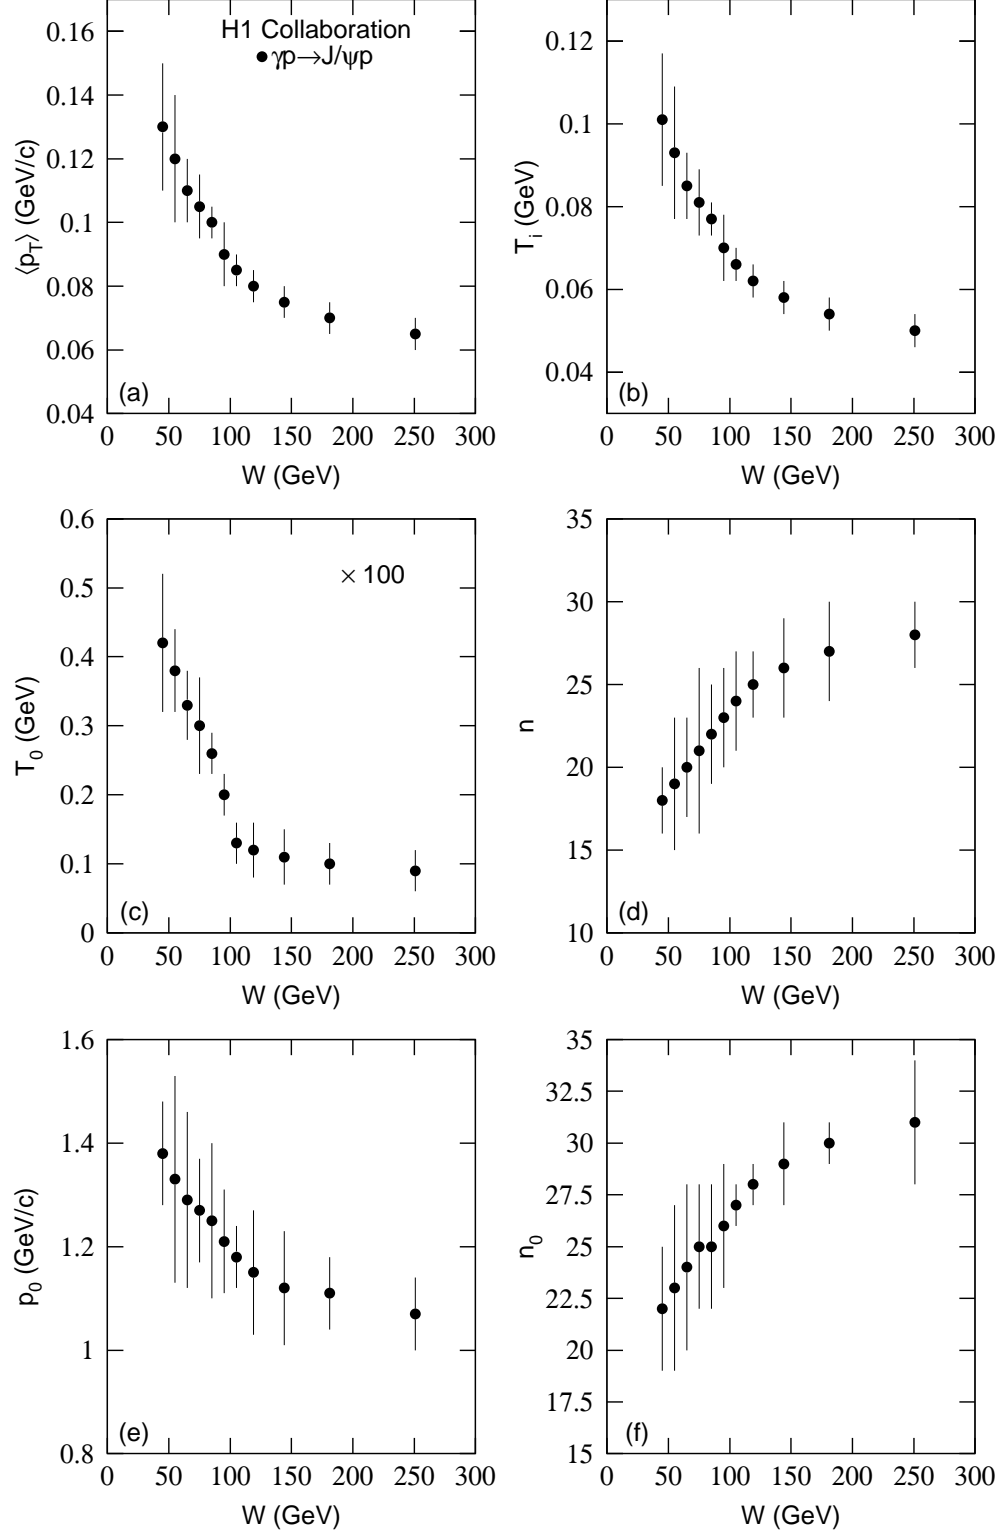 H1 Collaboration
γp→J/ψp
0.16
0.14
0.12
0.1
0.08
0.06
0.04
⟨p_T⟩ (GeV/c)
(a)
0 50 100 150 200 250 300
W (GeV)
0.12
0.1
0.08
0.06
0.04
T_i (GeV)
(b)
0 50 100 150 200 250 300
W (GeV)
0.6
0.5
0.4
0.3
0.2
0.1
0
T_0 (GeV)
× 100
(c)
0 50 100 150 200 250 300
W (GeV)
35
30
25
20
15
10
n
(d)
0 50 100 150 200 250 300
W (GeV)
1.6
1.4
1.2
1
0.8
p_0 (GeV/c)
(e)
0 50 100 150 200 250 300
W (GeV)
35
32.5
30
27.5
25
22.5
20
17.5
15
n_0
(f)
0 50 100 150 200 250 300
W (GeV)